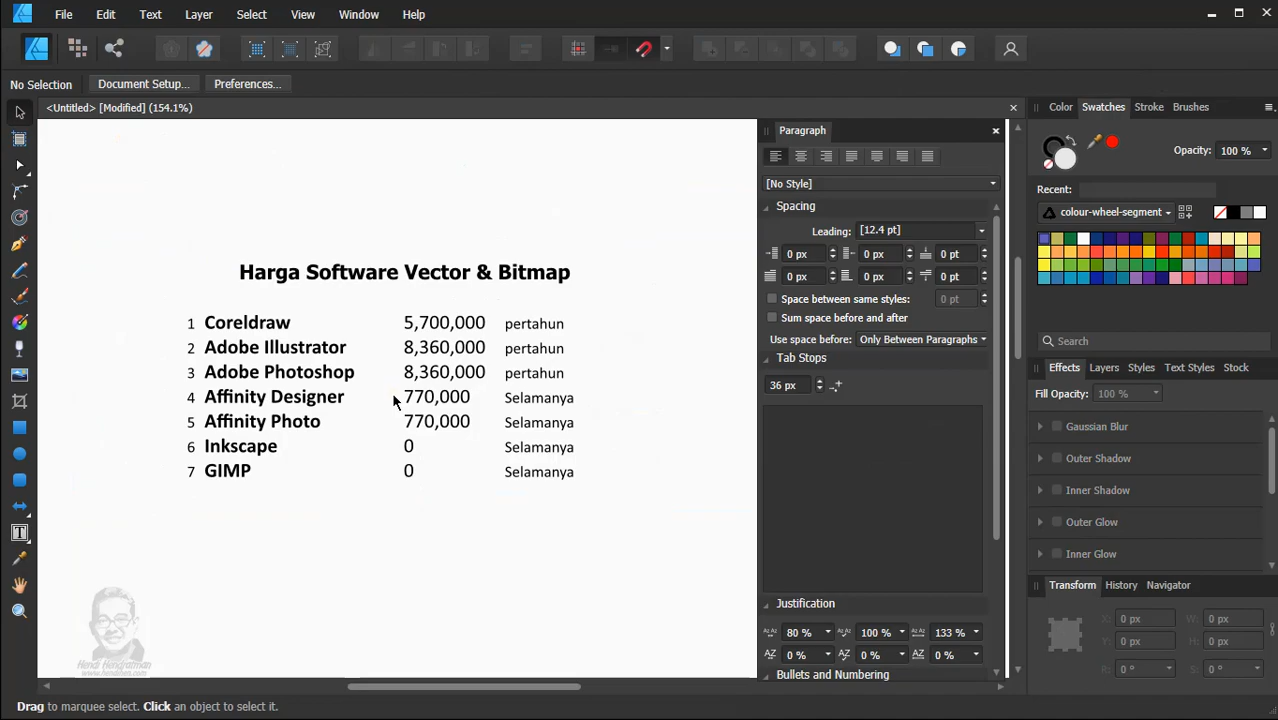 File Edit Text Layer Select View Window Help
No Selection Document Setup... Preferences...
<Untitled> [Modified] (154.1%)
Harga Software Vector & Bitmap
1 Coreldraw 5,700,000 pertahun
2 Adobe Illustrator 8,360,000 pertahun
3 Adobe Photoshop 8,360,000 pertahun
4 Affinity Designer 770,000 Selamanya
5 Affinity Photo 770,000 Selamanya
6 Inkscape 0 Selamanya
7 GIMP 0 Selamanya
Hendi Hendratman
www.hendihen.com
Paragraph
[No Style]
Spacing
Leading: [12.4 pt]
0 px 0 px 0 pt
0 px 0 px 0 pt
Space between same styles: 0 pt
Sum space before and after
Use space before: Only Between Paragraphs
Tab Stops
36 px
Justification
80 % 100 % 133 %
0 % 0 % 0 %
Bullets and Numbering
Color Swatches Stroke Brushes
Opacity: 100 %
Recent:
colour-wheel-segment
Search
Effects Layers Styles Text Styles Stock
Fill Opacity: 100 %
Gaussian Blur
Outer Shadow
Inner Shadow
Outer Glow
Inner Glow
Transform History Navigator
X: 0 px W: 0 px
Y: 0 px H: 0 px
R: 0 ° S: 0 °
Drag to marquee select. Click an object to select it.